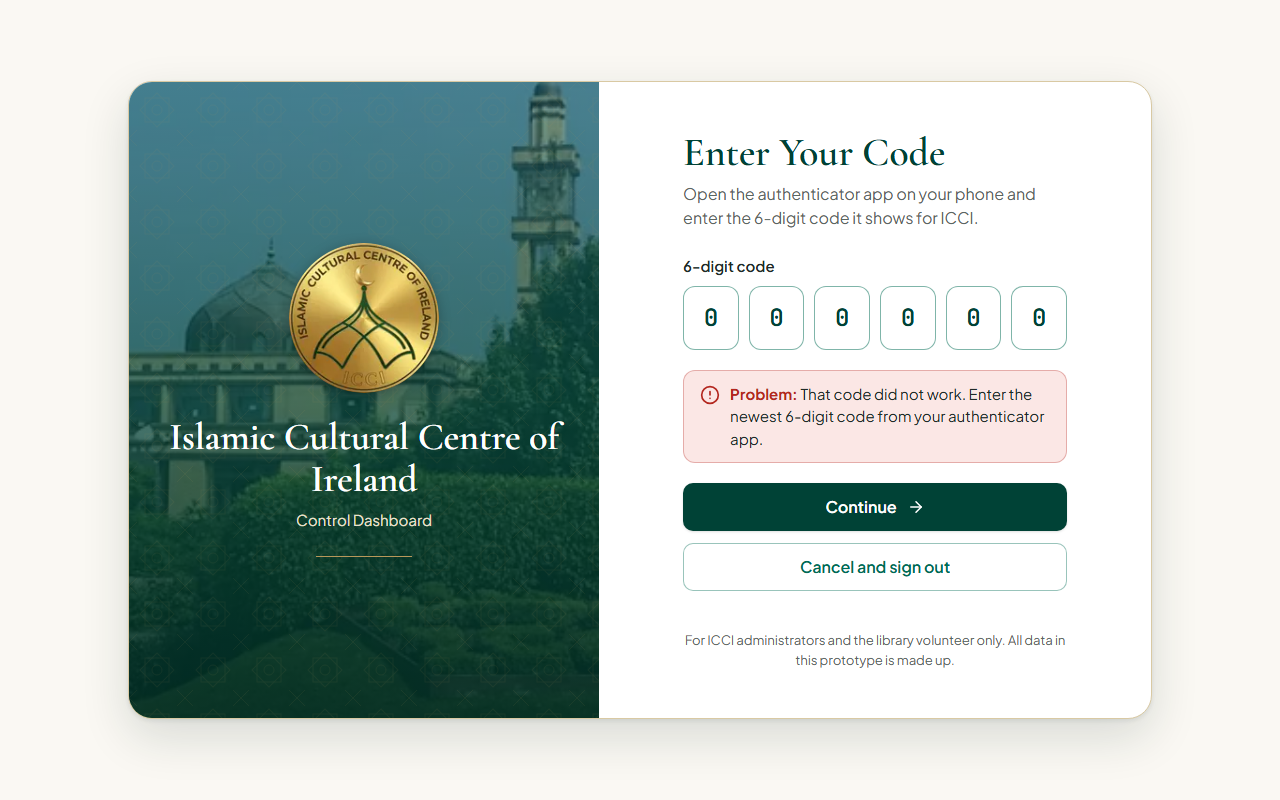 ISLAMIC CULTURAL CENTRE OF IRELAND
ICCI
Islamic Cultural Centre of
Ireland
Control Dashboard
Enter Your Code
Open the authenticator app on your phone and
enter the 6-digit code it shows for ICCI.
6-digit code
0 0 0 0 0 0
Problem: That code did not work. Enter the
newest 6-digit code from your authenticator
app.
Continue →
Cancel and sign out
For ICCI administrators and the library volunteer only. All data in
this prototype is made up.